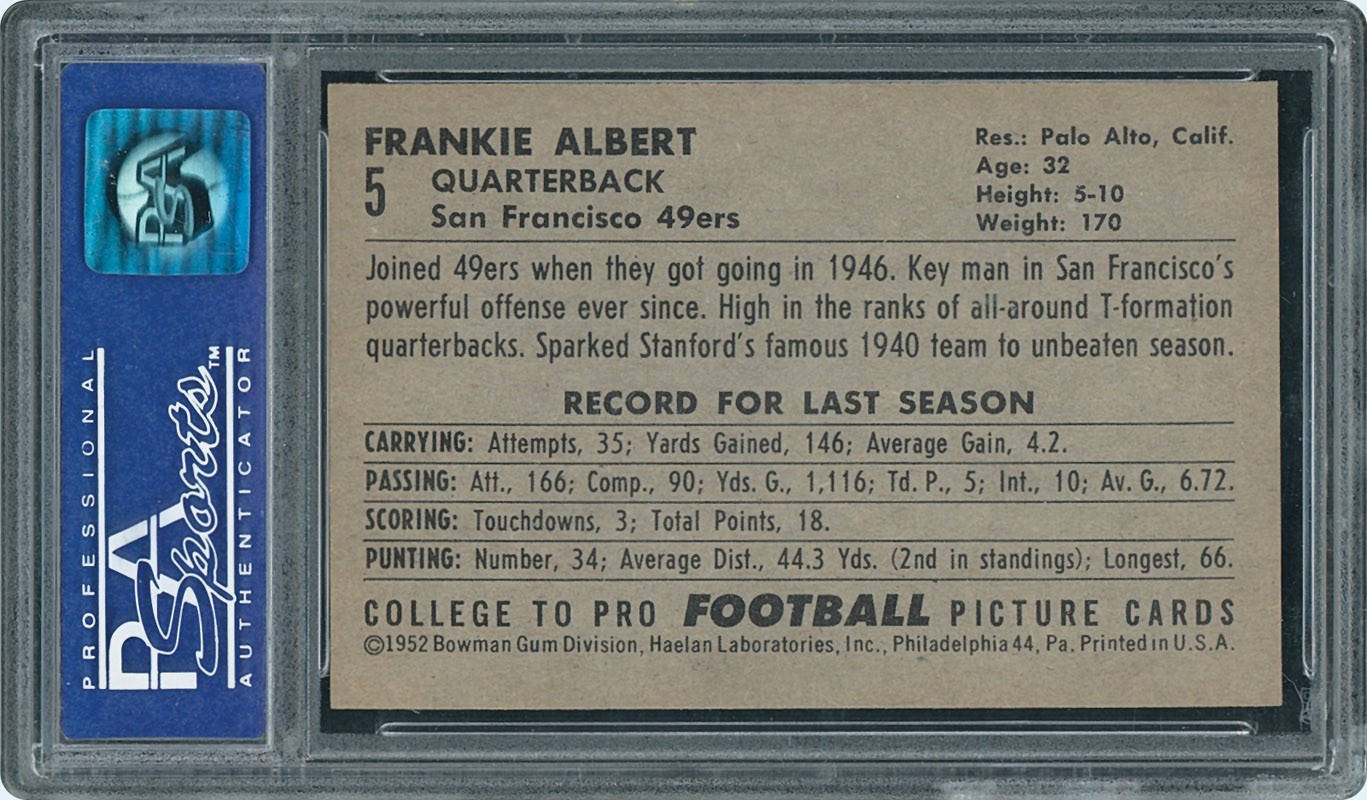 PSA
PROFESSIONAL
PSA Sports™
AUTHENTICATOR
FRANKIE ALBERT
5 QUARTERBACK
San Francisco 49ers
Res.: Palo Alto, Calif.
Age: 32
Height: 5-10
Weight: 170
Joined 49ers when they got going in 1946. Key man in San Francisco's
powerful offense ever since. High in the ranks of all-around T-formation
quarterbacks. Sparked Stanford's famous 1940 team to unbeaten season.
RECORD FOR LAST SEASON
CARRYING: Attempts, 35; Yards Gained, 146; Average Gain, 4.2.
PASSING: Att., 166; Comp., 90; Yds. G., 1,116; Td. P., 5; Int., 10; Av. G., 6.72.
SCORING: Touchdowns, 3; Total Points, 18.
PUNTING: Number, 34; Average Dist., 44.3 Yds. (2nd in standings); Longest, 66.
COLLEGE TO PRO FOOTBALL PICTURE CARDS
©1952 Bowman Gum Division, Haelan Laboratories, Inc., Philadelphia 44, Pa. Printed in U.S.A.